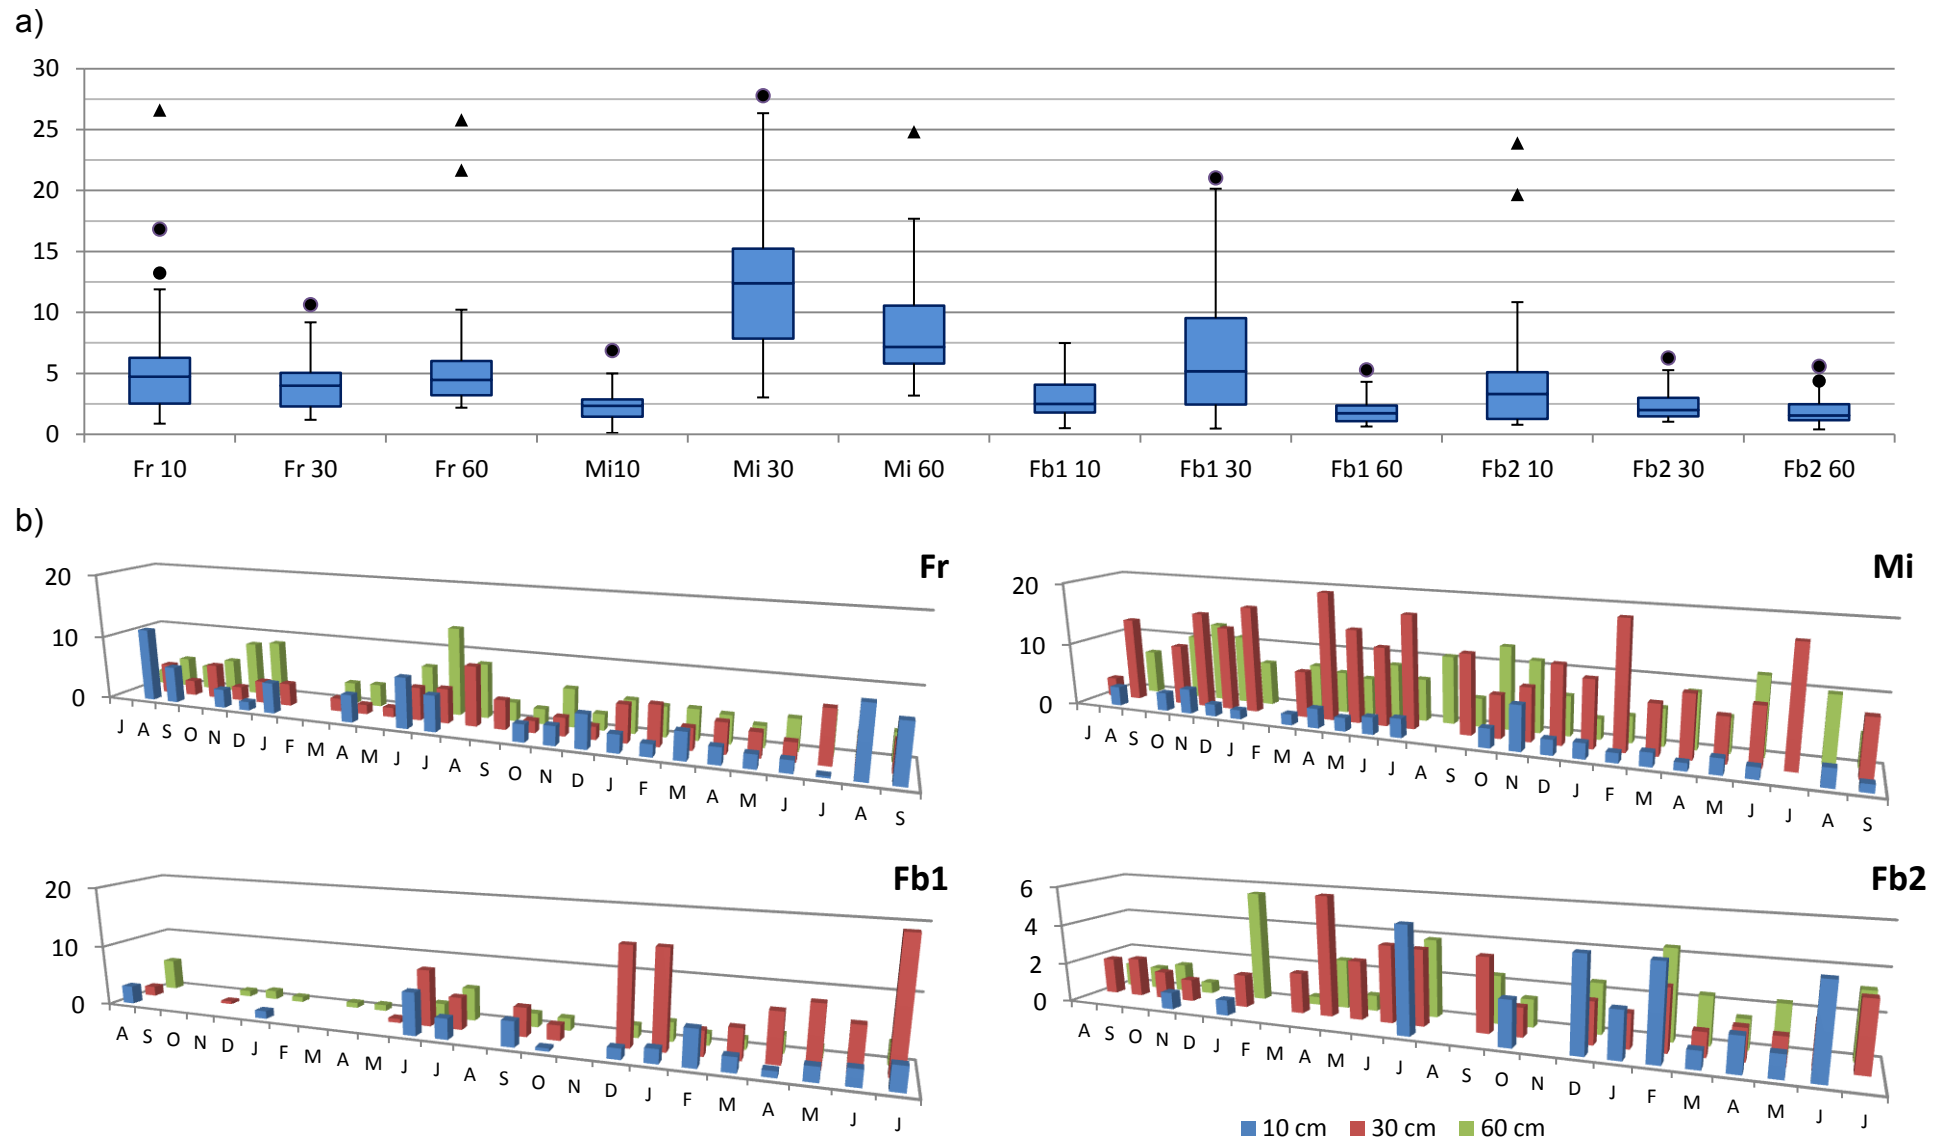 a)
30
25
20
15
10
5
0
Fr 10 Fr 30 Fr 60 Mi10 Mi 30 Mi 60 Fb1 10 Fb1 30 Fb1 60 Fb2 10 Fb2 30 Fb2 60
b)
Fr
20
10
0
J A S O N D J F M A M J J A S O N D J F M A M J J A S
Mi
20
10
0
J A S O N D J F M A M J J A S O N D J F M A M J J A S
Fb1
20
10
0
A S O N D J F M A M J J A S O N D J F M A M J J
Fb2
6
4
2
0
A S O N D J F M A M J J A S O N D J F M A M J J
10 cm 30 cm 60 cm